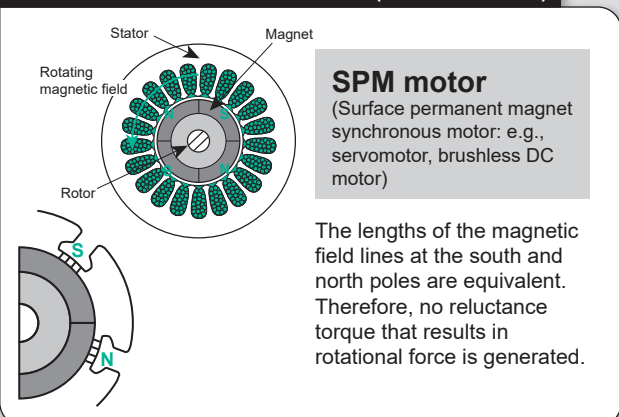 Stator
Magnet
Rotating
magnetic field
N
S
N
Rotor
S
N
SPM motor
(Surface permanent magnet
synchronous motor: e.g.,
servomotor, brushless DC
motor)
The lengths of the magnetic
field lines at the south and
north poles are equivalent.
Therefore, no reluctance
torque that results in
rotational force is generated.